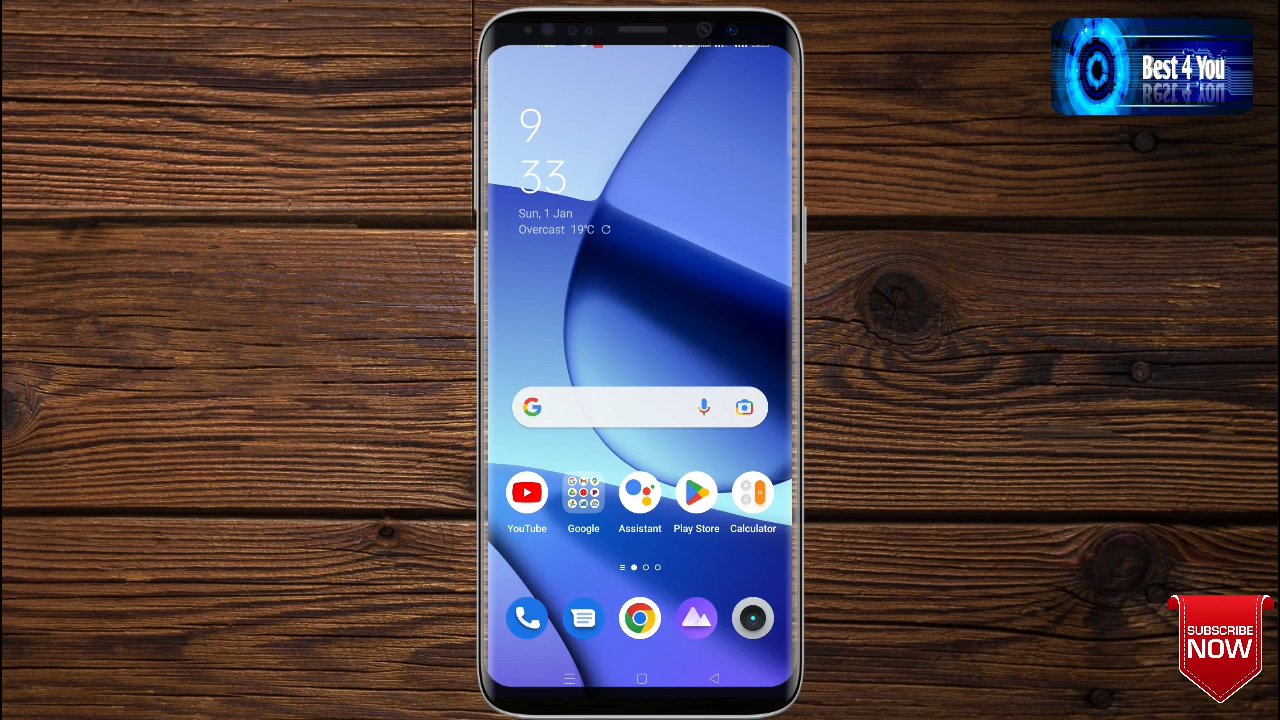 Best 4 You
9
33
Sun, 1 Jan
Overcast 19°C
YouTube
Google
Assistant
Play Store
Calculator
SUBSCRIBE
NOW